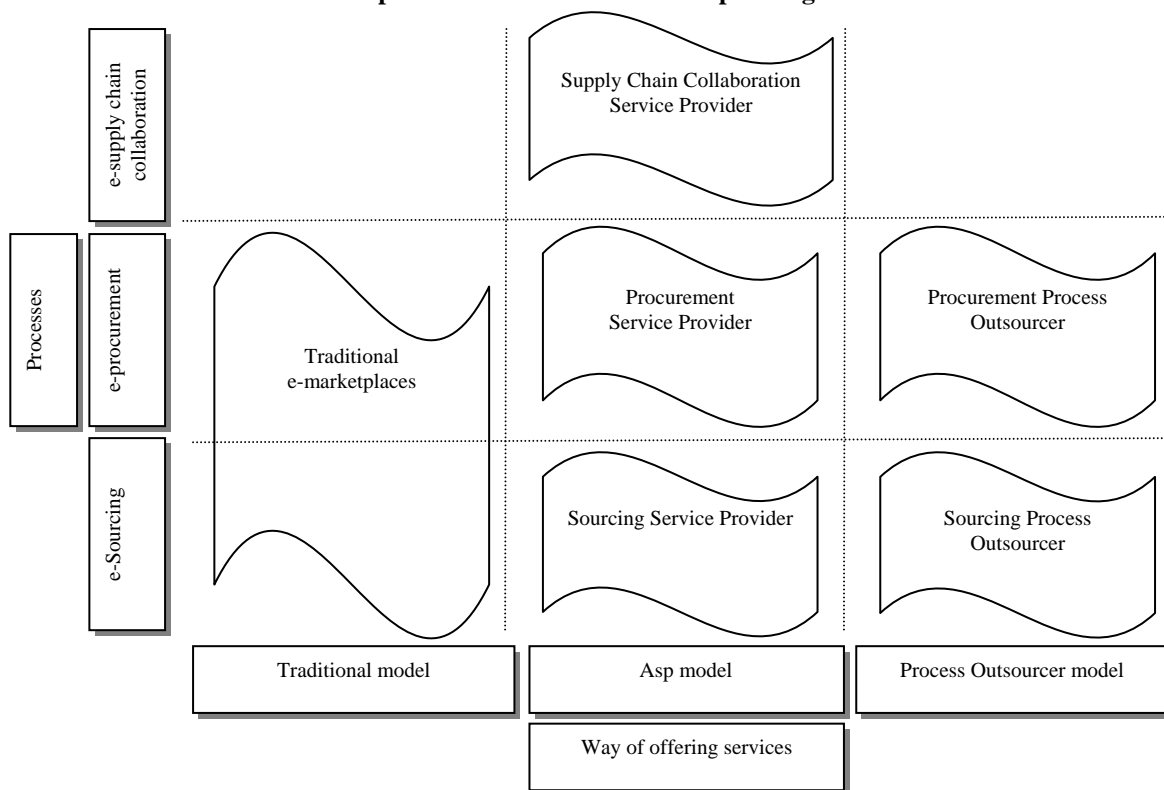 e-supply chain
collaboration
Supply Chain Collaboration
Service Provider
Processes
e-procurement
Traditional
e-marketplaces
Procurement
Service Provider
Procurement Process
Outsourcer
e-Sourcing
Sourcing Service Provider
Sourcing Process
Outsourcer
Traditional model
Asp model
Process Outsourcer model
Way of offering services